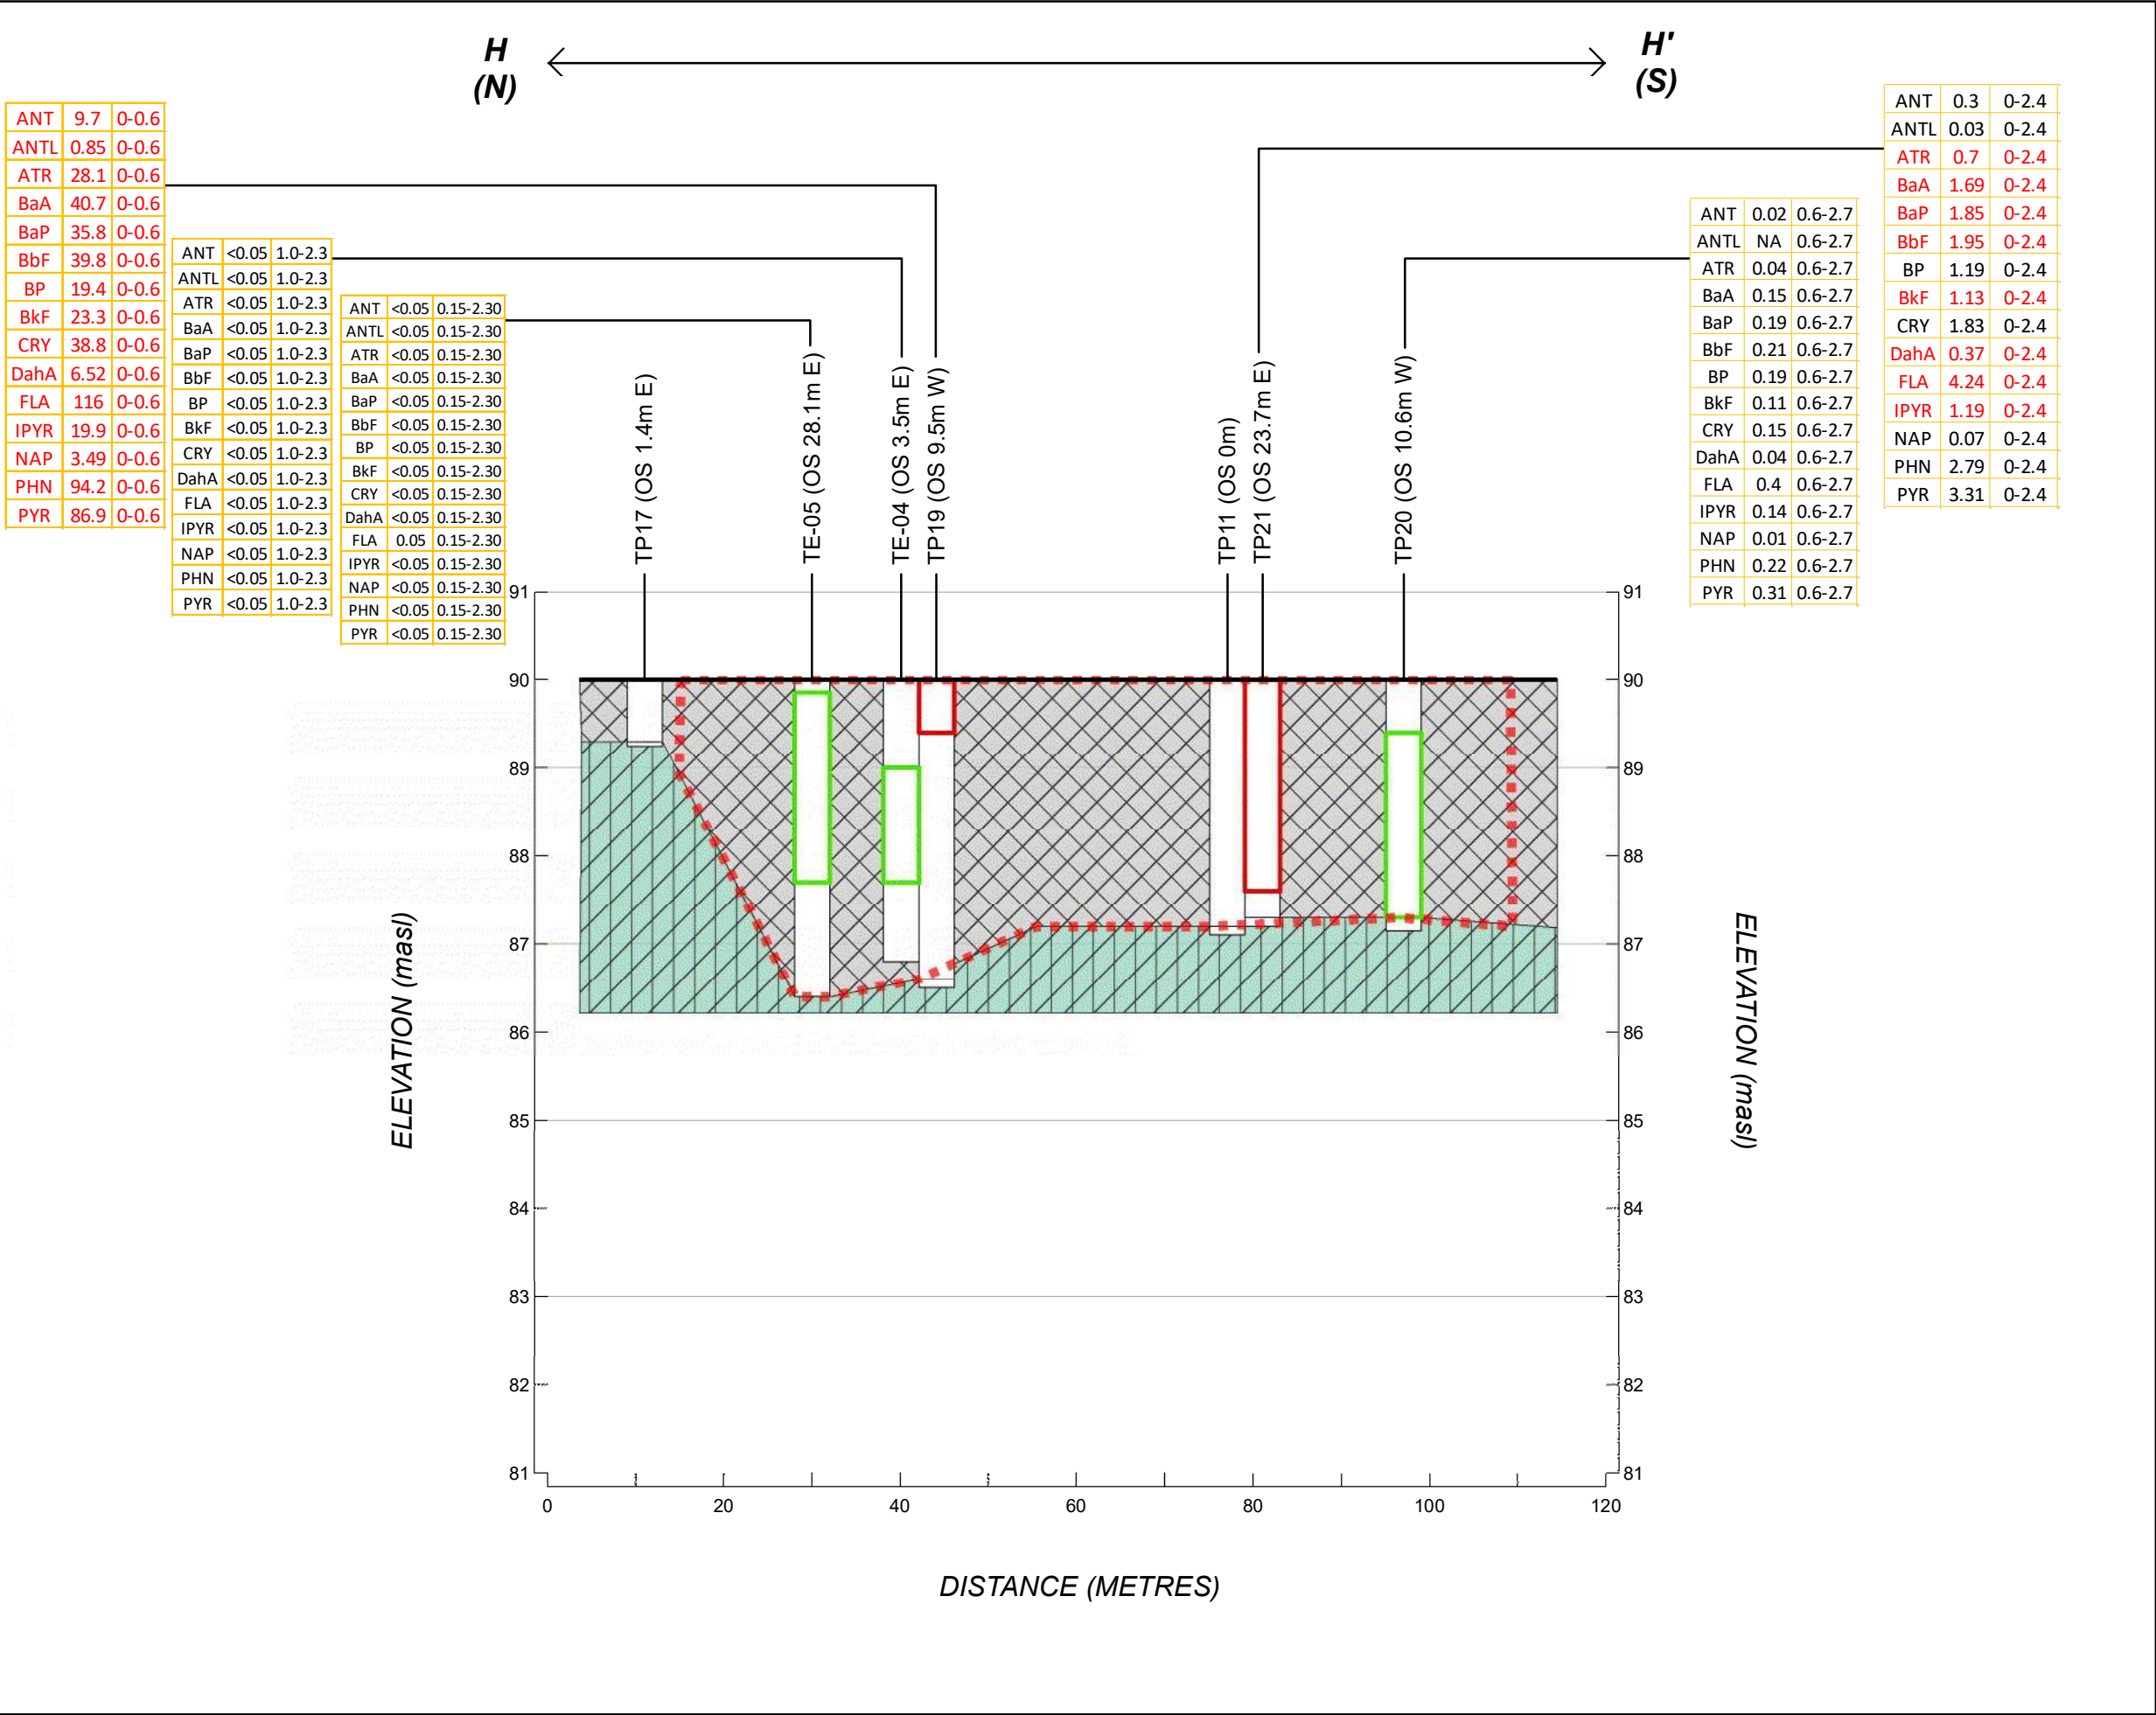 H
(N)
H'
(S)
ANT 9.7 0-0.6
ANTL 0.85 0-0.6
ATR 28.1 0-0.6
BaA 40.7 0-0.6
BaP 35.8 0-0.6
BbF 39.8 0-0.6
BP 19.4 0-0.6
BkF 23.3 0-0.6
CRY 38.8 0-0.6
DahA 6.52 0-0.6
FLA 116 0-0.6
IPYR 19.9 0-0.6
NAP 3.49 0-0.6
PHN 94.2 0-0.6
PYR 86.9 0-0.6
ANT <0.05 1.0-2.3
ANTL <0.05 1.0-2.3
ATR <0.05 1.0-2.3
BaA <0.05 1.0-2.3
BaP <0.05 1.0-2.3
BbF <0.05 1.0-2.3
BP <0.05 1.0-2.3
BkF <0.05 1.0-2.3
CRY <0.05 1.0-2.3
DahA <0.05 1.0-2.3
FLA <0.05 1.0-2.3
IPYR <0.05 1.0-2.3
NAP <0.05 1.0-2.3
PHN <0.05 1.0-2.3
PYR <0.05 1.0-2.3
ANT <0.05 0.15-2.30
ANTL <0.05 0.15-2.30
ATR <0.05 0.15-2.30
BaA <0.05 0.15-2.30
BaP <0.05 0.15-2.30
BbF <0.05 0.15-2.30
BP <0.05 0.15-2.30
BkF <0.05 0.15-2.30
CRY <0.05 0.15-2.30
DahA <0.05 0.15-2.30
FLA 0.05 0.15-2.30
IPYR <0.05 0.15-2.30
NAP <0.05 0.15-2.30
PHN <0.05 0.15-2.30
PYR <0.05 0.15-2.30
TP17 (OS 1.4m E)
TE-05 (OS 28.1m E)
TE-04 (OS 3.5m E)
TP19 (OS 9.5m W)
TP11 (OS 0m)
TP21 (OS 23.7m E)
TP20 (OS 10.6m W)
ANT 0.02 0.6-2.7
ANTL NA 0.6-2.7
ATR 0.04 0.6-2.7
BaA 0.15 0.6-2.7
BaP 0.19 0.6-2.7
BbF 0.21 0.6-2.7
BP 0.19 0.6-2.7
BkF 0.11 0.6-2.7
CRY 0.15 0.6-2.7
DahA 0.04 0.6-2.7
FLA 0.4 0.6-2.7
IPYR 0.14 0.6-2.7
NAP 0.01 0.6-2.7
PHN 0.22 0.6-2.7
PYR 0.31 0.6-2.7
ANT 0.3 0-2.4
ANTL 0.03 0-2.4
ATR 0.7 0-2.4
BaA 1.69 0-2.4
BaP 1.85 0-2.4
BbF 1.95 0-2.4
BP 1.19 0-2.4
BkF 1.13 0-2.4
CRY 1.83 0-2.4
DahA 0.37 0-2.4
FLA 4.24 0-2.4
IPYR 1.19 0-2.4
NAP 0.07 0-2.4
PHN 2.79 0-2.4
PYR 3.31 0-2.4
91 91
90 90
89 89
88 88
87 87
86 86
85 85
84 84
83 83
82 82
81 81
ELEVATION (masl)
ELEVATION (masl)
0 20 40 60 80 100 120
DISTANCE (METRES)